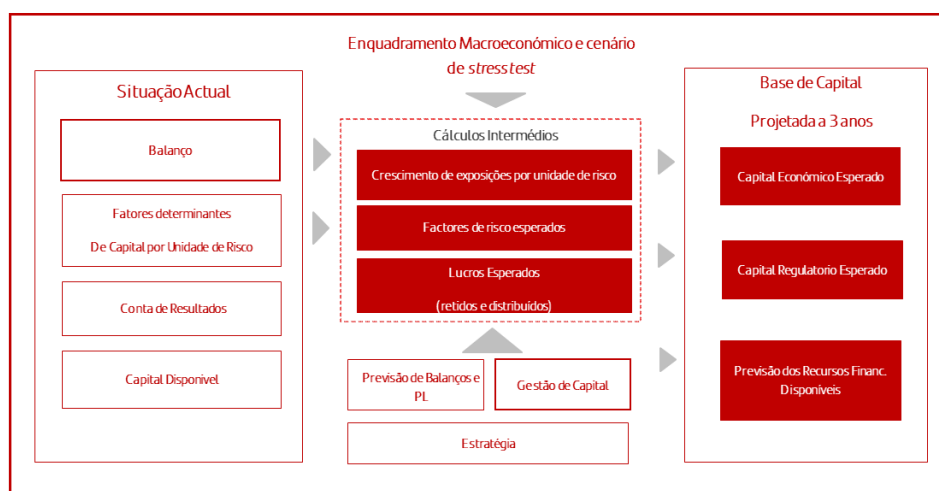 Enquadramento Macroeconómico e cenário
de stress test
Situação Actual
Balanço
Fatores determinantes
De Capital por Unidade de Risco
Conta de Resultados
Capital Disponivel
Cálculos Intermédios
Crescimento de exposições por unidade de risco
Factores de risco esperados
Lucros Esperados
(retidos e distribuídos)
Previsão de Balanços e
PL
Gestão de Capital
Estratégia
Base de Capital
Projetada a 3 anos
Capital Económico Esperado
Capital Regulatorio Esperado
Previsão dos Recursos Financ.
Disponíveis